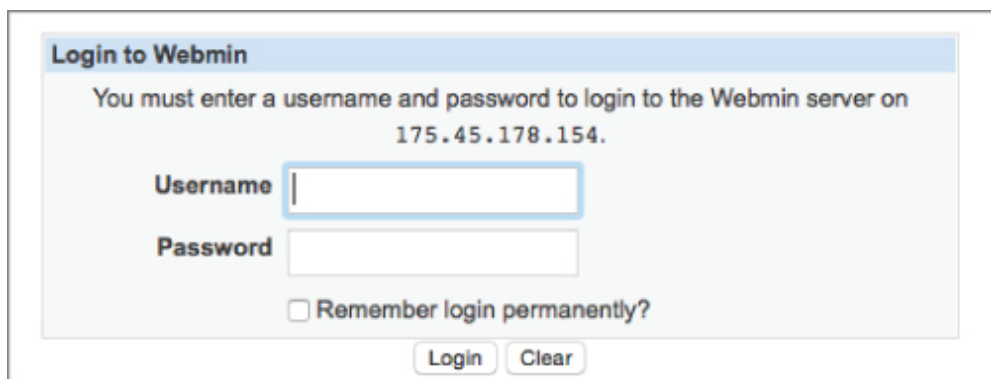 Login to Webmin
You must enter a username and password to login to the Webmin server on
175.45.178.154.
Username
Password
Remember login permanently?
Login Clear